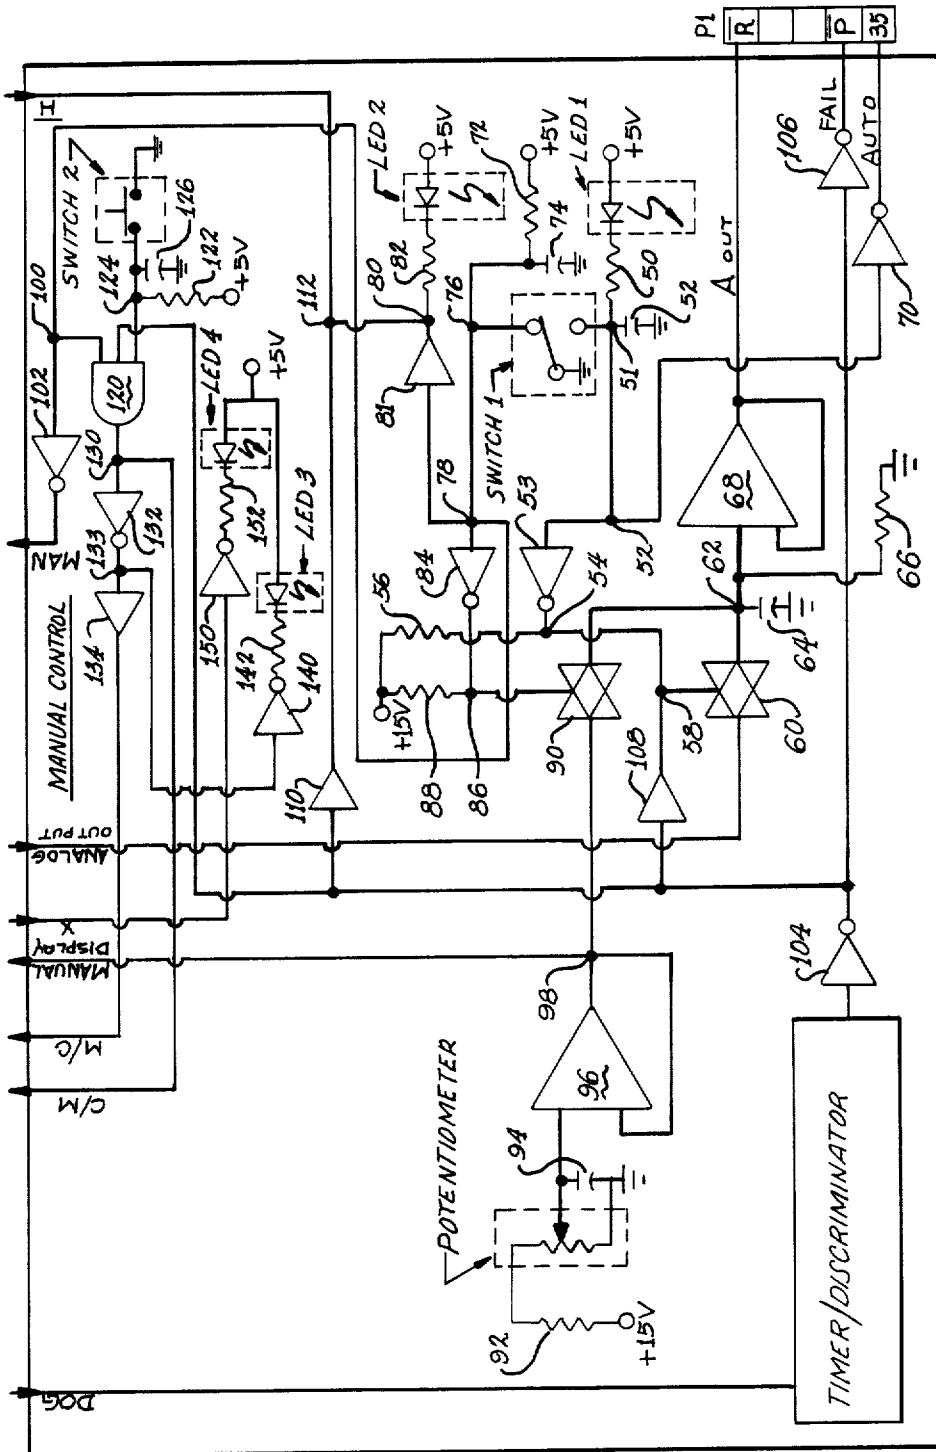 DOG
C/M
M/C
MANUAL
DISPLAY
X
ANALOG
OUTPUT
MANUAL CONTROL
MAN
I
134
133
132
130
102
100
120
124
SWITCH 2
126
122
+5V
LED 4
+5V
150
152
LED 3
142
140
110
112
LED 2
+5V
80
82
81
76
72
+5V
74
78
SWITCH 1
LED 1
+5V
50
51
52
+15V
56
84
53
54
52
88
86
90
108
58
60
62
64
66
68
A OUT
70
AUTO
106
FAIL
P1
R
P
35
POTENTIOMETER
92
+15V
94
96
98
104
TIMER/DISCRIMINATOR